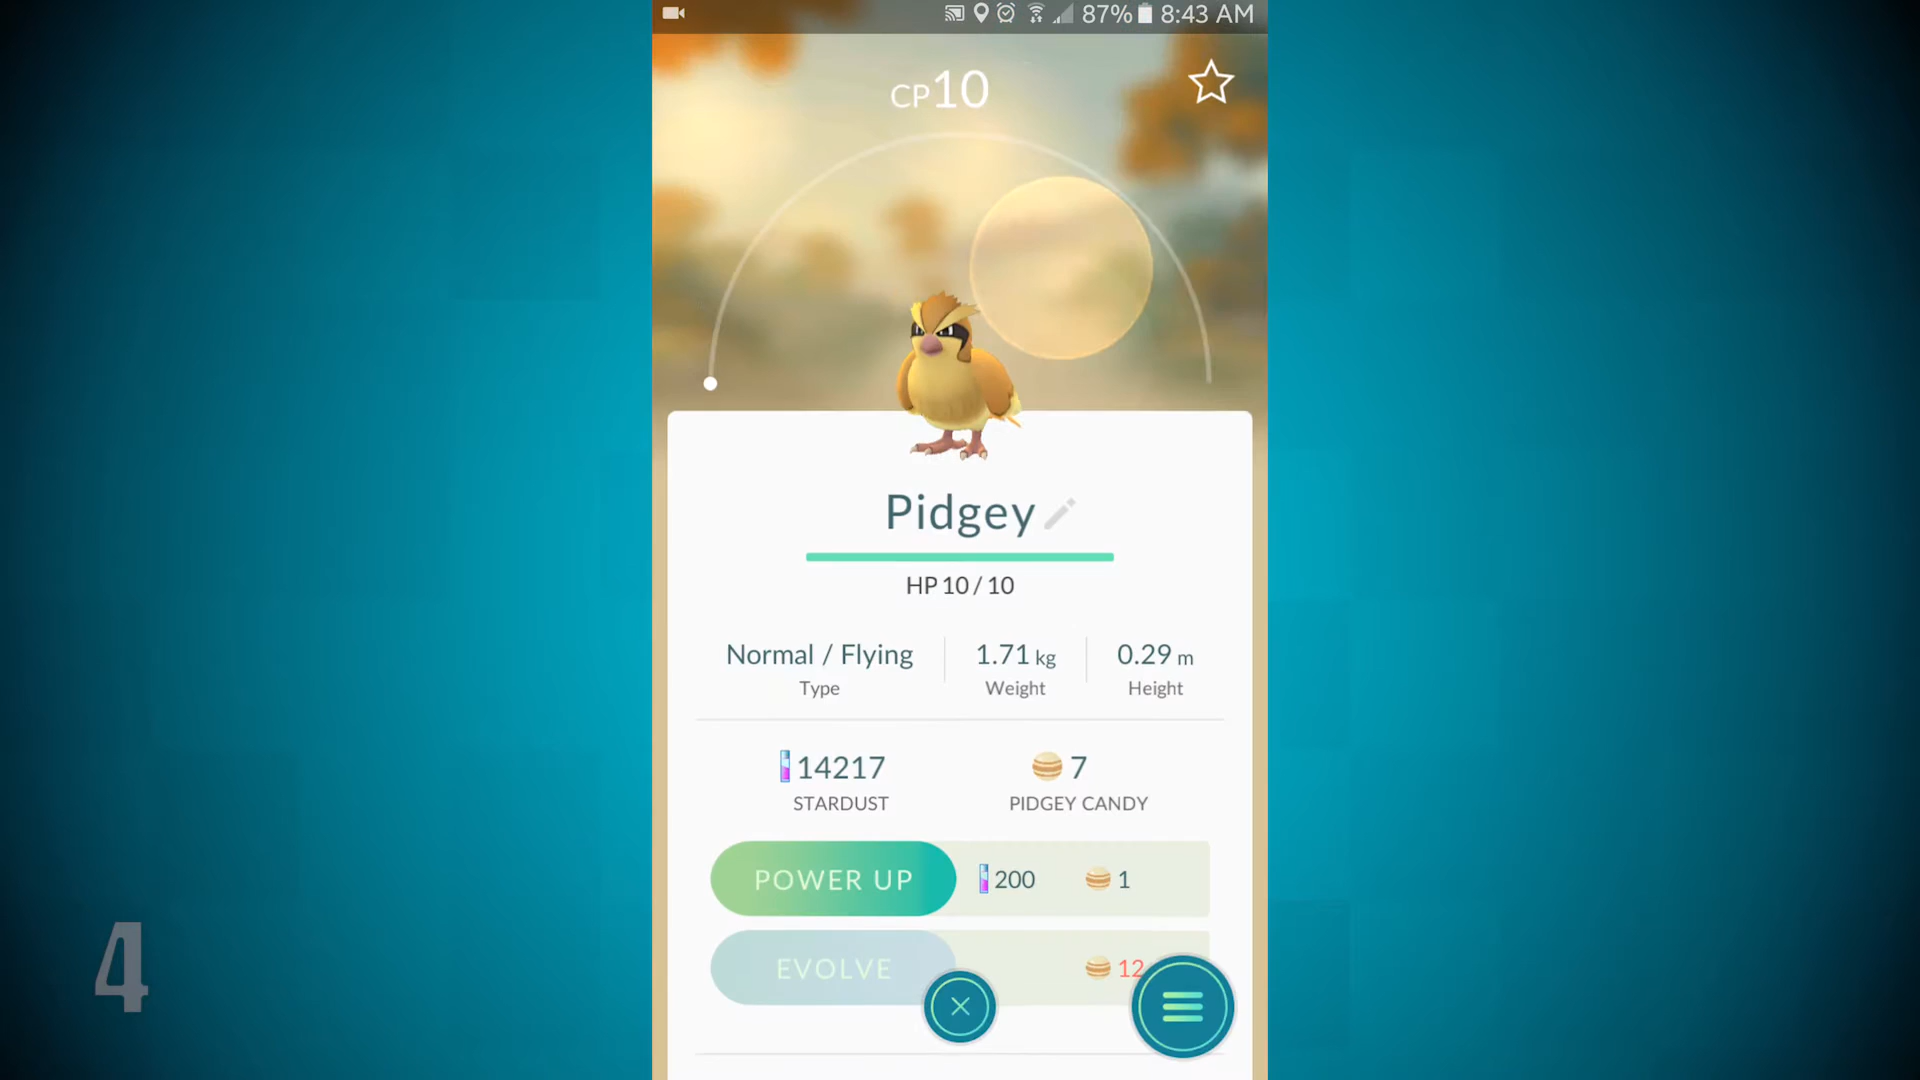 87% 8:43 AM
CP10
Pidgey
HP 10 / 10
Normal / Flying
Type
1.71 kg
Weight
0.29 m
Height
14217
STARDUST
7
PIDGEY CANDY
POWER UP 200 1
EVOLVE 12
4